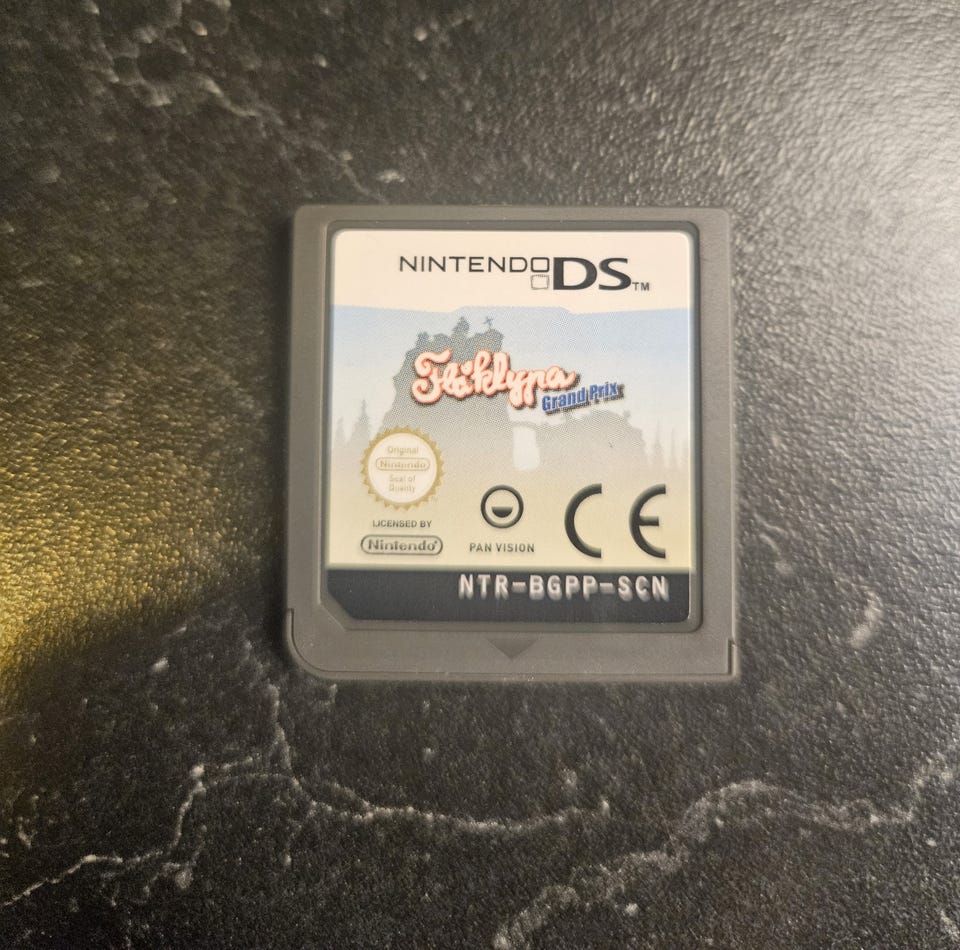 NINTENDO DS™
Flåklypa
Grand Prix
Original
Nintendo
Seal of
Quality
LICENSED BY
Nintendo®
PAN VISION
CE
NTR-BGPP-SCN